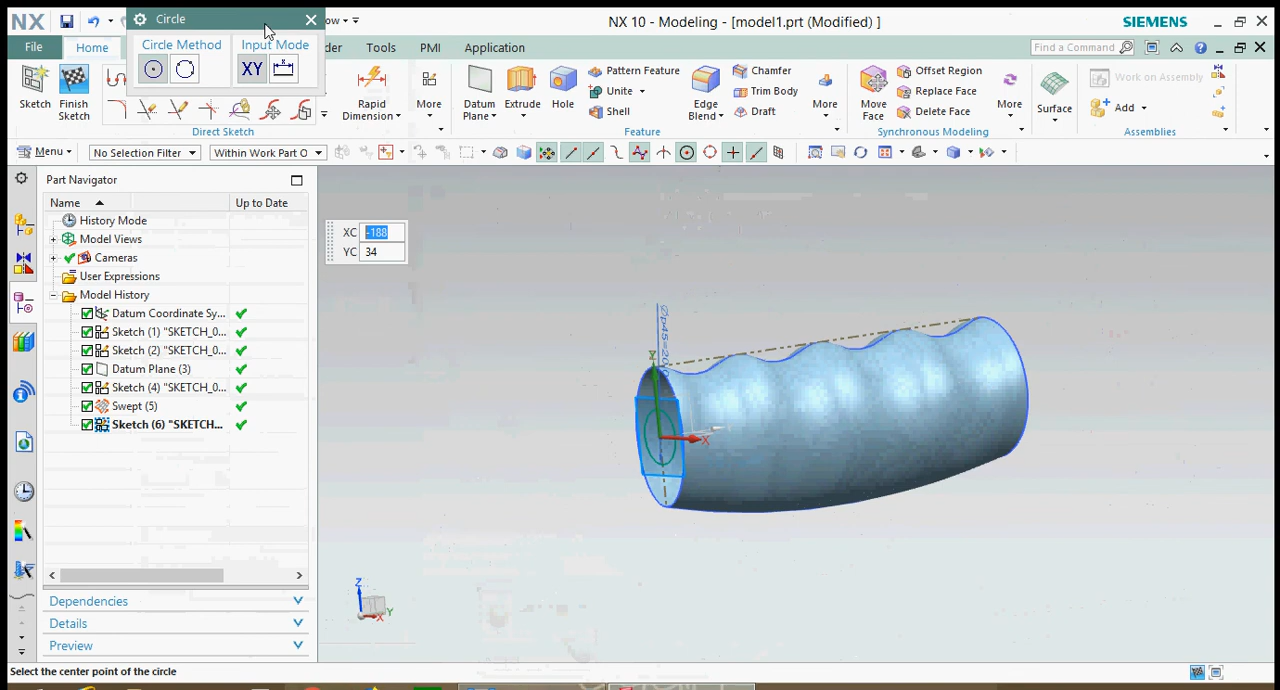 NX
Circle
ow
NX 10 - Modeling - [model1.prt (Modified) ]
SIEMENS
File
Home
Circle Method
Input Mode
der
Tools
PMI
Application
Find a Command
XY
Sketch
Finish Sketch
Direct Sketch
Rapid Dimension
More
Datum Plane
Extrude
Hole
Pattern Feature
Unite
Shell
Edge Blend
Chamfer
Trim Body
Draft
More
Feature
Move Face
Offset Region
Replace Face
Delete Face
More
Synchronous Modeling
Surface
Work on Assembly
Add
Assemblies
Menu
No Selection Filter
Within Work Part O
Part Navigator
Name
Up to Date
History Mode
Model Views
Cameras
User Expressions
Model History
Datum Coordinate Sy...
Sketch (1) "SKETCH_0...
Sketch (2) "SKETCH_0...
Datum Plane (3)
Sketch (4) "SKETCH_0...
Swept (5)
Sketch (6) "SKETCH...
XC -188
YC 34
Y
X
Z
Y
X
Dependencies
Details
Preview
Select the center point of the circle